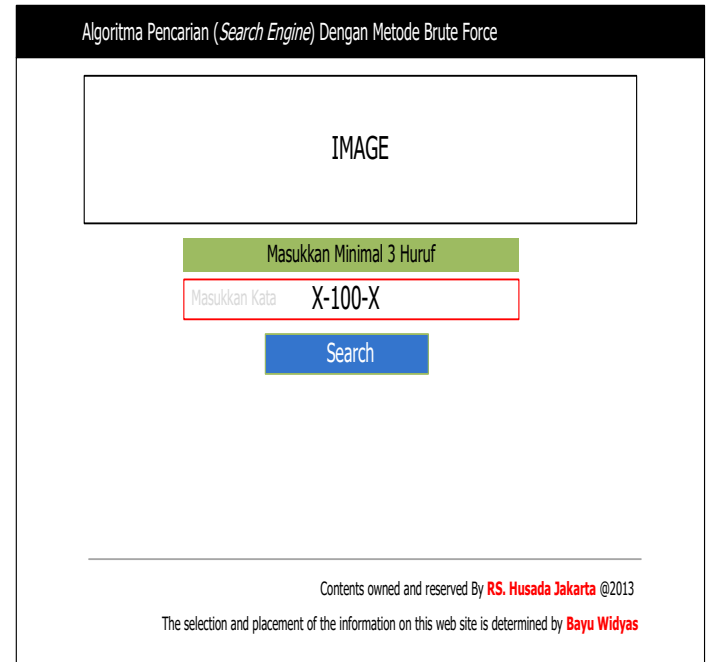 Algoritma Pencarian (Search Engine) Dengan Metode Brute Force
IMAGE
Masukkan Minimal 3 Huruf
Masukkan Kata X-100-X
Search
Contents owned and reserved By RS. Husada Jakarta @2013
The selection and placement of the information on this web site is determined by Bayu Widyas